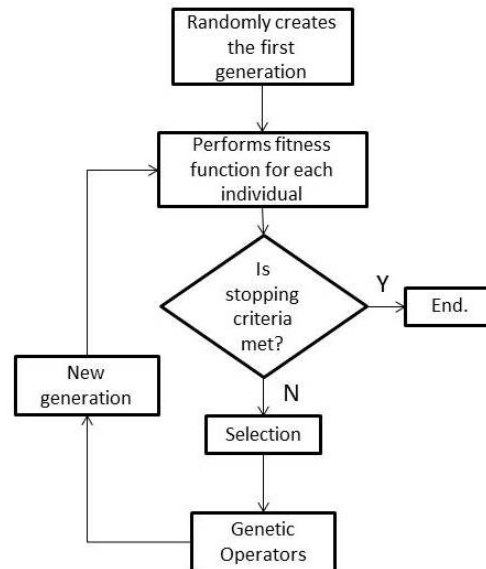 Randomly creates
the first
generation
Performs fitness
function for each
individual
Is
stopping
criteria
met?
Y
End.
N
New
generation
Selection
Genetic
Operators